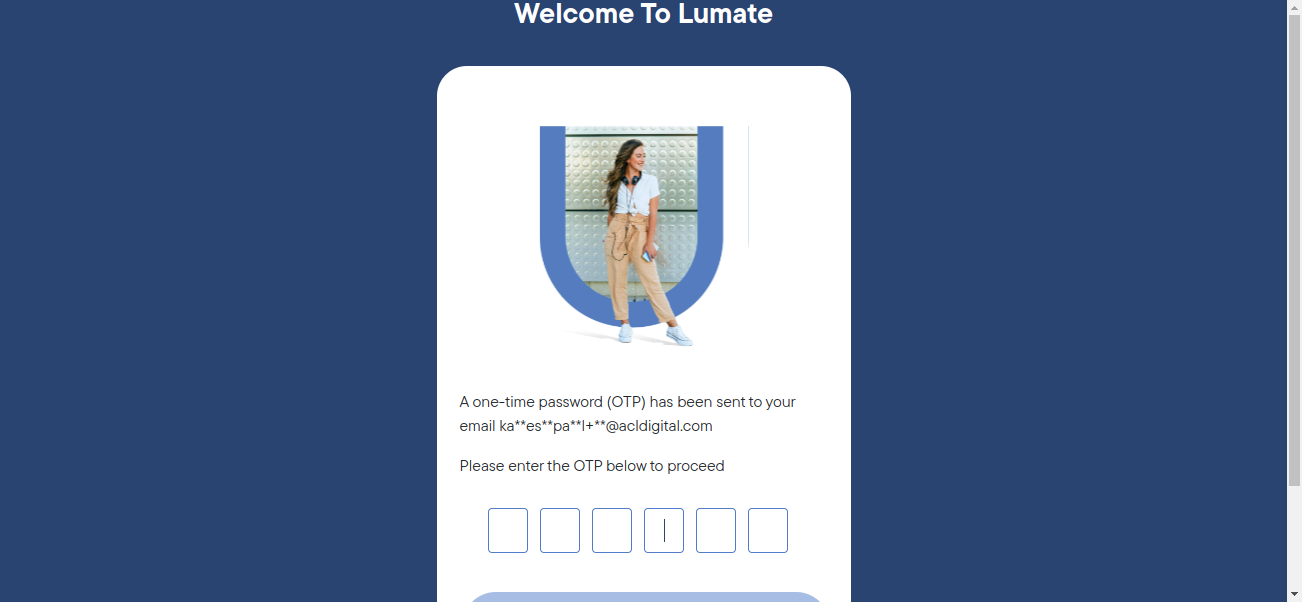 Welcome To Lumate
A one-time password (OTP) has been sent to your
email ka**es**pa**l+**@acldigital.com
Please enter the OTP below to proceed